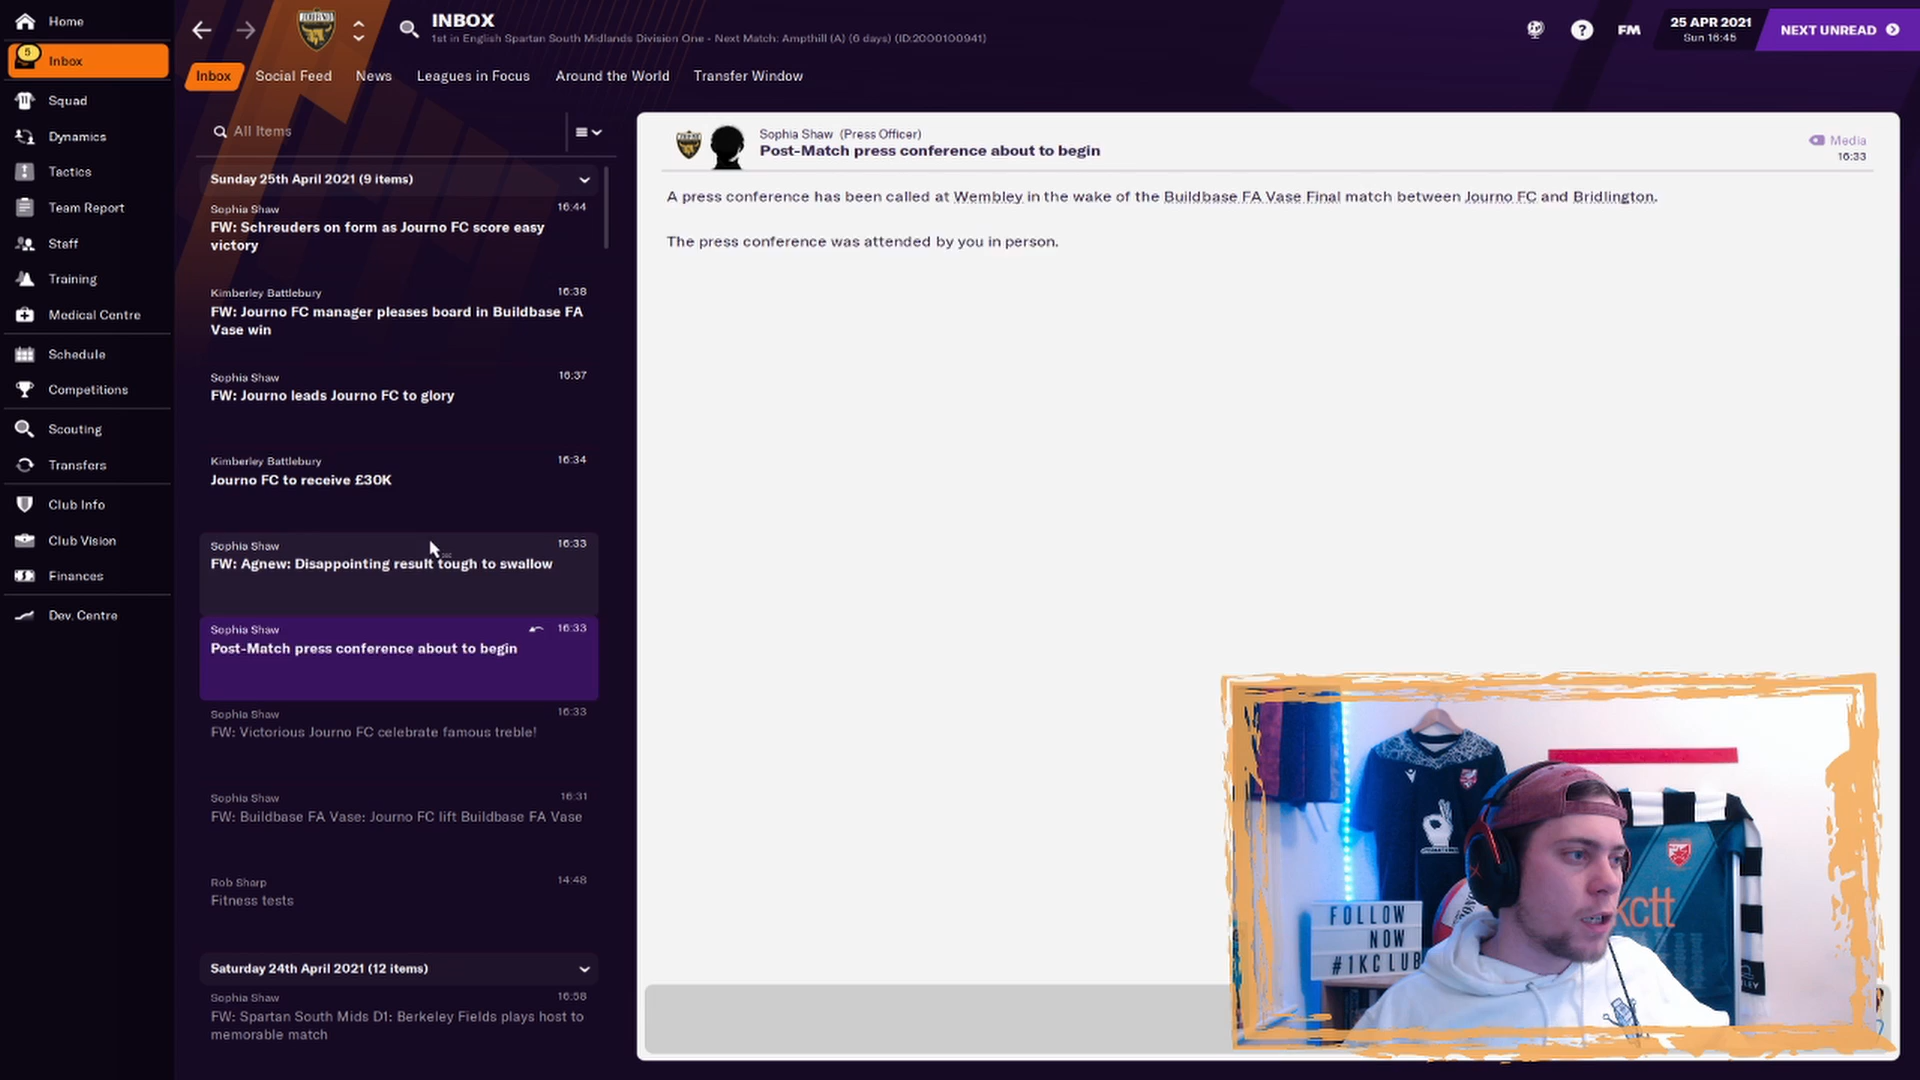 Home
5
Inbox
Squad
Dynamics
Tactics
Team Report
Staff
Training
Medical Centre
Schedule
Competitions
Scouting
Transfers
Club Info
Club Vision
Finances
Dev. Centre
INBOX
1st in English Spartan South Midlands Division One - Next Match: Ampthill (A) (6 days) (ID:2000100941)
FM
25 APR 2021
Sun 16:45
NEXT UNREAD
Inbox
Social Feed
News
Leagues in Focus
Around the World
Transfer Window
All Items
Sunday 25th April 2021 (9 items)
Sophia Shaw
16:44
FW: Schreuders on form as Journo FC score easy
victory
Kimberley Battlebury
16:38
FW: Journo FC manager pleases board in Buildbase FA
Vase win
Sophia Shaw
16:37
FW: Journo leads Journo FC to glory
Kimberley Battlebury
16:34
Journo FC to receive £30K
Sophia Shaw
16:33
FW: Agnew: Disappointing result tough to swallow
Sophia Shaw
16:33
Post-Match press conference about to begin
Sophia Shaw
16:33
FW: Victorious Journo FC celebrate famous treble!
Sophia Shaw
16:31
FW: Buildbase FA Vase: Journo FC lift Buildbase FA Vase
Rob Sharp
14:48
Fitness tests
Saturday 24th April 2021 (12 items)
Sophia Shaw
16:58
FW: Spartan South Mids D1: Berkeley Fields plays host to
memorable match
Sophia Shaw (Press Officer)
Post-Match press conference about to begin
Media
16:33
A press conference has been called at Wembley in the wake of the Buildbase FA Vase Final match between Journo FC and Bridlington.
The press conference was attended by you in person.
FOLLOW
NOW
#1KCLUB
kctt